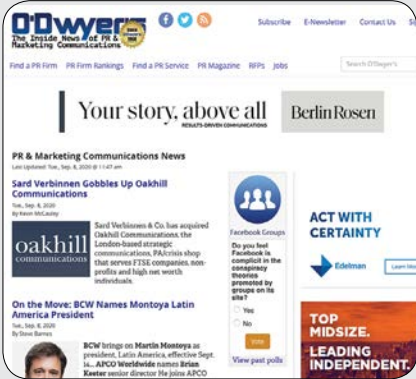 O'Dwyer's
The Inside News of PR &
Marketing Communications
Subscribe E-Newsletter Contact Us
Find a PR Firm PR Firm Rankings Find a PR Service PR Magazine RFPs Jobs
Search O'Dwyer's
Your story, above all
RESULTS-DRIVEN COMMUNICATIONS
BerlinRosen
PR & Marketing Communications News
Last Updated: Tue., Sep. 8, 2020 @ 11:47 am
Sard Verbinnen Gobbles Up Oakhill
Communications
Tue., Sep. 8, 2020
By Kevin McCauley
oakhill
communications
Sard Verbinnen & Co. has acquired
Oakhill Communications, the
London-based strategic
communications, PA/crisis shop
that serves FTSE companies, non-
profits and high net worth
individuals.
On the Move: BCW Names Montoya Latin
America President
Tue., Sep. 8, 2020
By Steve Barnes
BCW brings on Martin Montoya as
president, Latin America, effective Sept.
APCO Worldwide names Brian
Keeter senior director He joins APCO
Facebook Groups
Do you feel
Facebook is
complicit in the
conspiracy
theories
promoted by
groups on its
site?
Yes
No
Vote
View past polls
ACT WITH
CERTAINTY
Edelman
TOP
MIDSIZE.
LEADING
INDEPENDENT.